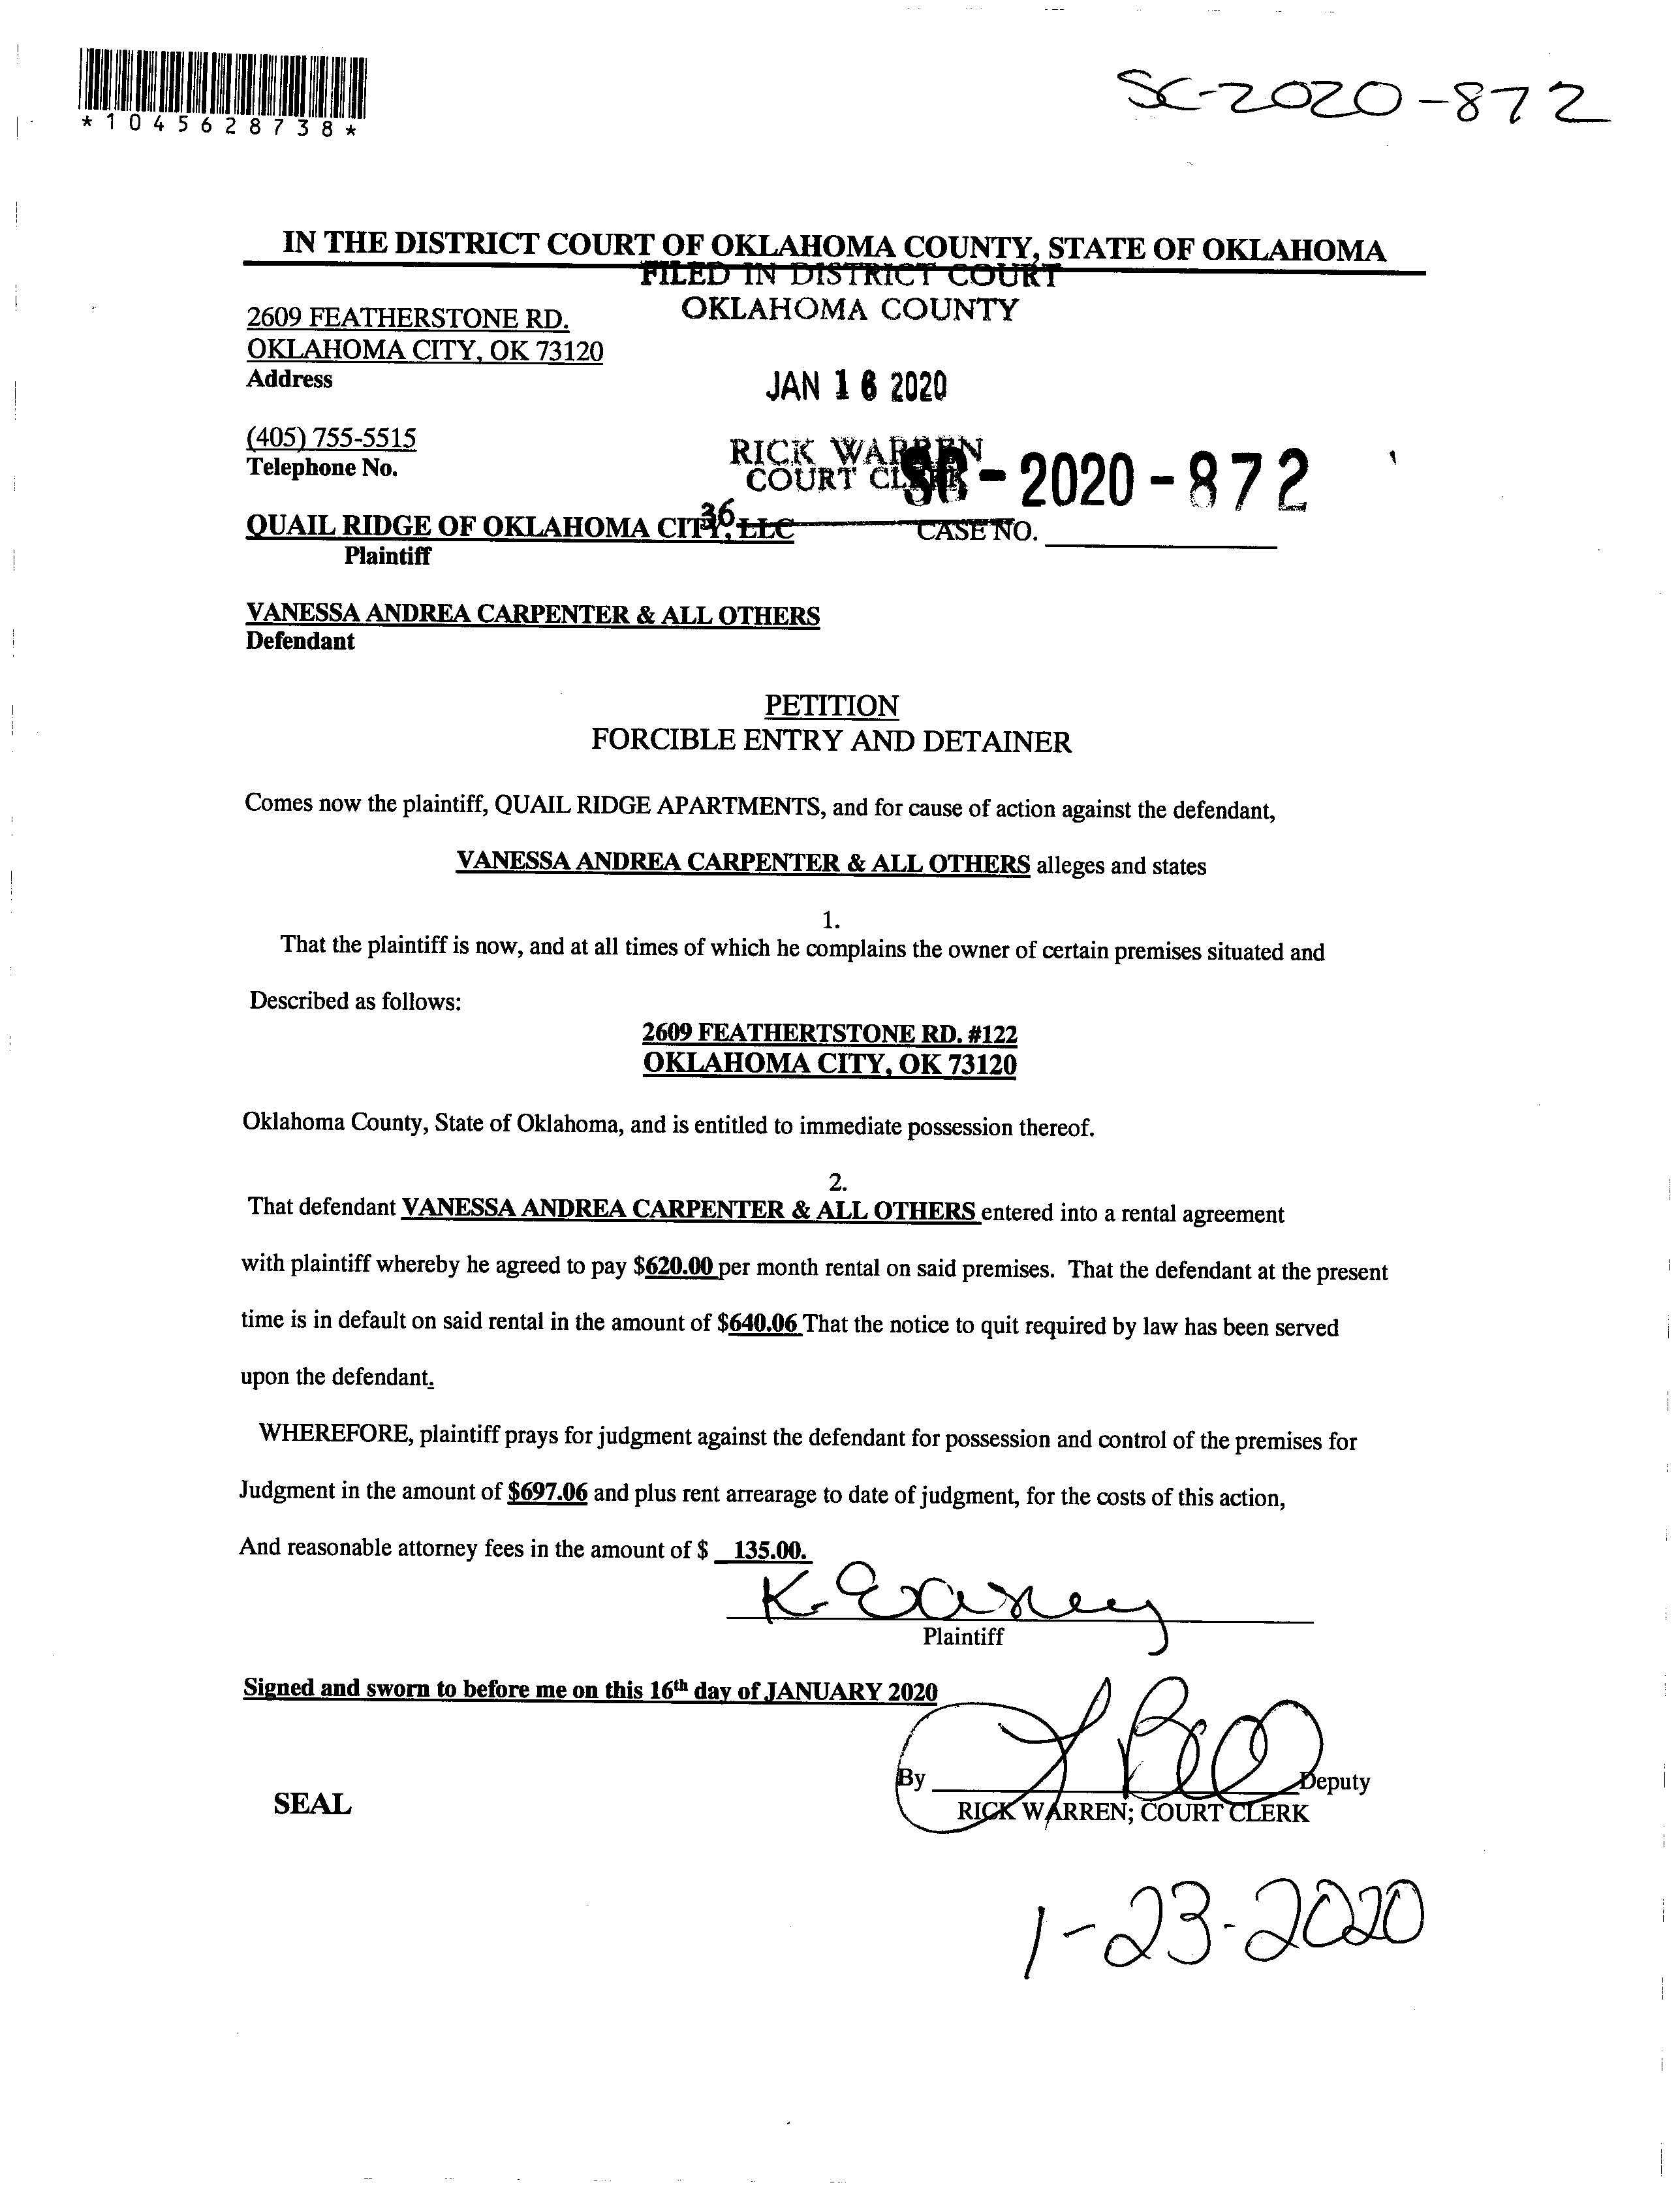 *1045628738*
SC-2020-872
IN THE DISTRICT COURT OF OKLAHOMA COUNTY, STATE OF OKLAHOMA
FILED IN DISTRICT COURT
OKLAHOMA COUNTY
2609 FEATHERSTONE RD.
OKLAHOMA CITY, OK 73120
Address
JAN 16 2020
(405) 755-5515
Telephone No.
RICK WARREN
COURT CLERK
SC-2020-872
36
QUAIL RIDGE OF OKLAHOMA CITY, LLC
CASE NO.
Plaintiff
VANESSA ANDREA CARPENTER & ALL OTHERS
Defendant
PETITION
FORCIBLE ENTRY AND DETAINER
Comes now the plaintiff, QUAIL RIDGE APARTMENTS, and for cause of action against the defendant,
VANESSA ANDREA CARPENTER & ALL OTHERS alleges and states
1.
That the plaintiff is now, and at all times of which he complains the owner of certain premises situated and
Described as follows:
2609 FEATHERTSTONE RD. #122
OKLAHOMA CITY, OK 73120
Oklahoma County, State of Oklahoma, and is entitled to immediate possession thereof.
2.
That defendant VANESSA ANDREA CARPENTER & ALL OTHERS entered into a rental agreement
with plaintiff whereby he agreed to pay $620.00 per month rental on said premises. That the defendant at the present
time is in default on said rental in the amount of $640.06 That the notice to quit required by law has been served
upon the defendant.
WHEREFORE, plaintiff prays for judgment against the defendant for possession and control of the premises for
Judgment in the amount of $697.06 and plus rent arrearage to date of judgment, for the costs of this action,
And reasonable attorney fees in the amount of $ 135.00.
K.
Plaintiff
Signed and sworn to before me on this 16th day of JANUARY 2020
By Deputy
SEAL
RICK WARREN; COURT CLERK
1-23-2020